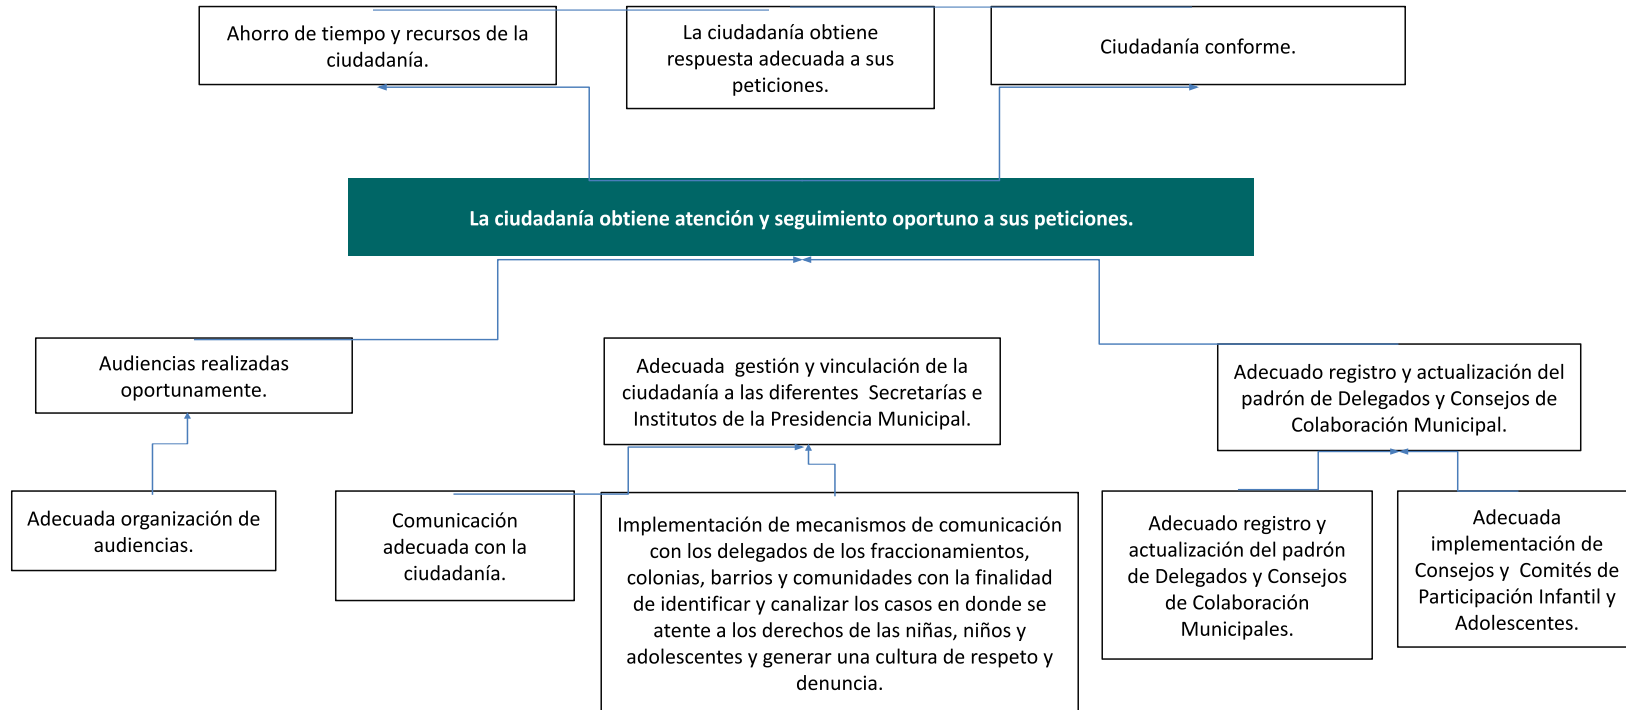 Ahorro de tiempo y recursos de la
ciudadanía.
La ciudadanía obtiene
respuesta adecuada a sus
peticiones.
Ciudadanía conforme.
La ciudadanía obtiene atención y seguimiento oportuno a sus peticiones.
Audiencias realizadas
oportunamente.
Adecuada  gestión y vinculación de la
ciudadanía a las diferentes  Secretarías e
Institutos de la Presidencia Municipal.
Adecuado registro y actualización del
padrón de Delegados y Consejos de
Colaboración Municipal.
Adecuada organización de
audiencias.
Comunicación
adecuada con la
ciudadanía.
Implementación de mecanismos de comunicación
con los delegados de los fraccionamientos,
colonias, barrios y comunidades con la finalidad
de identificar y canalizar los casos en donde se
atente a los derechos de las niñas, niños y
adolescentes y generar una cultura de respeto y
denuncia.
Adecuado registro y
actualización del padrón
de Delegados y Consejos
de Colaboración
Municipales.
Adecuada
implementación de
Consejos y  Comités de
Participación Infantil y
Adolescentes.